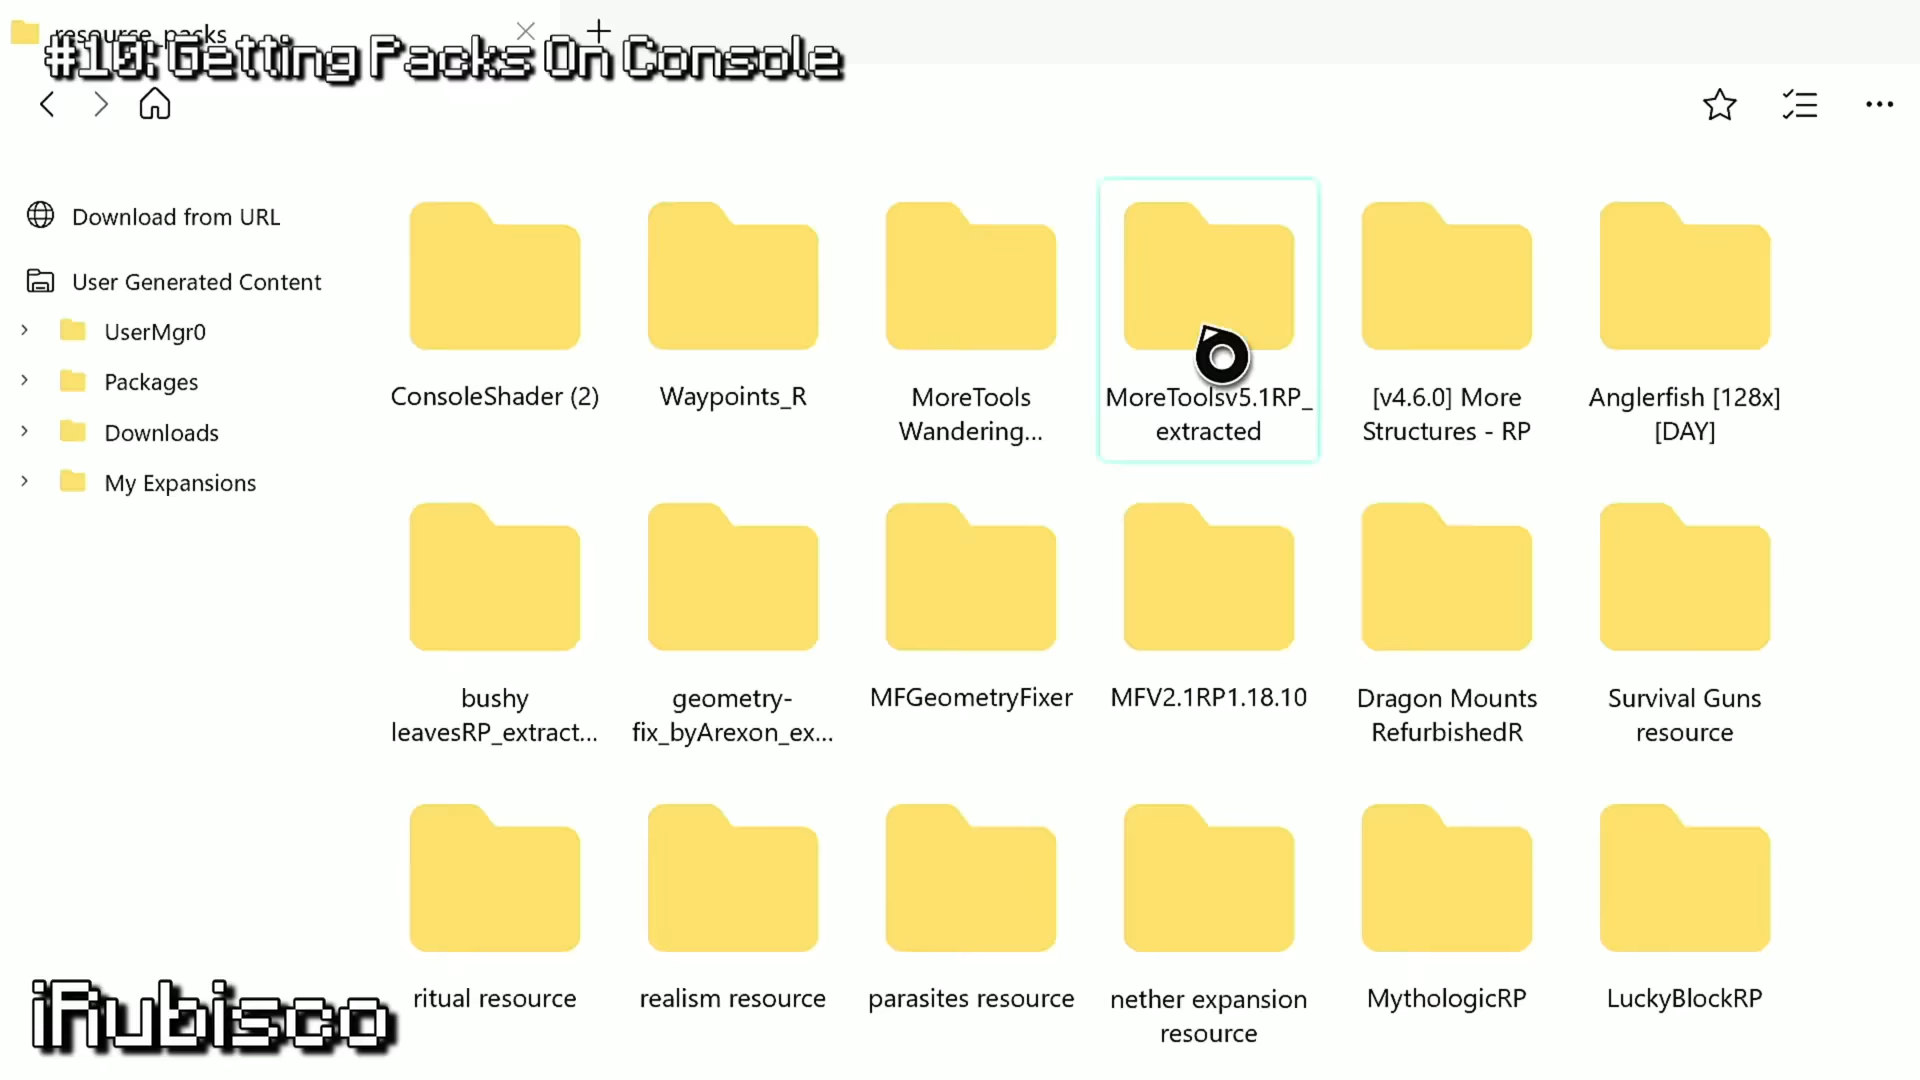 resource_packs
#10: Getting Packs On Console
Download from URL
User Generated Content
UserMgr0
Packages
Downloads
My Expansions
ConsoleShader (2)
Waypoints_R
MoreTools
Wandering...
MoreToolsv5.1RP_
extracted
[v4.6.0] More
Structures - RP
Anglerfish [128x]
[DAY]
bushy
leavesRP_extract...
geometry-
fix_byArexon_ex...
MFGeometryFixer
MFV2.1RP1.18.10
Dragon Mounts
RefurbishedR
Survival Guns
resource
ritual resource
realism resource
parasites resource
nether expansion
resource
MythologicRP
LuckyBlockRP
iRubisco